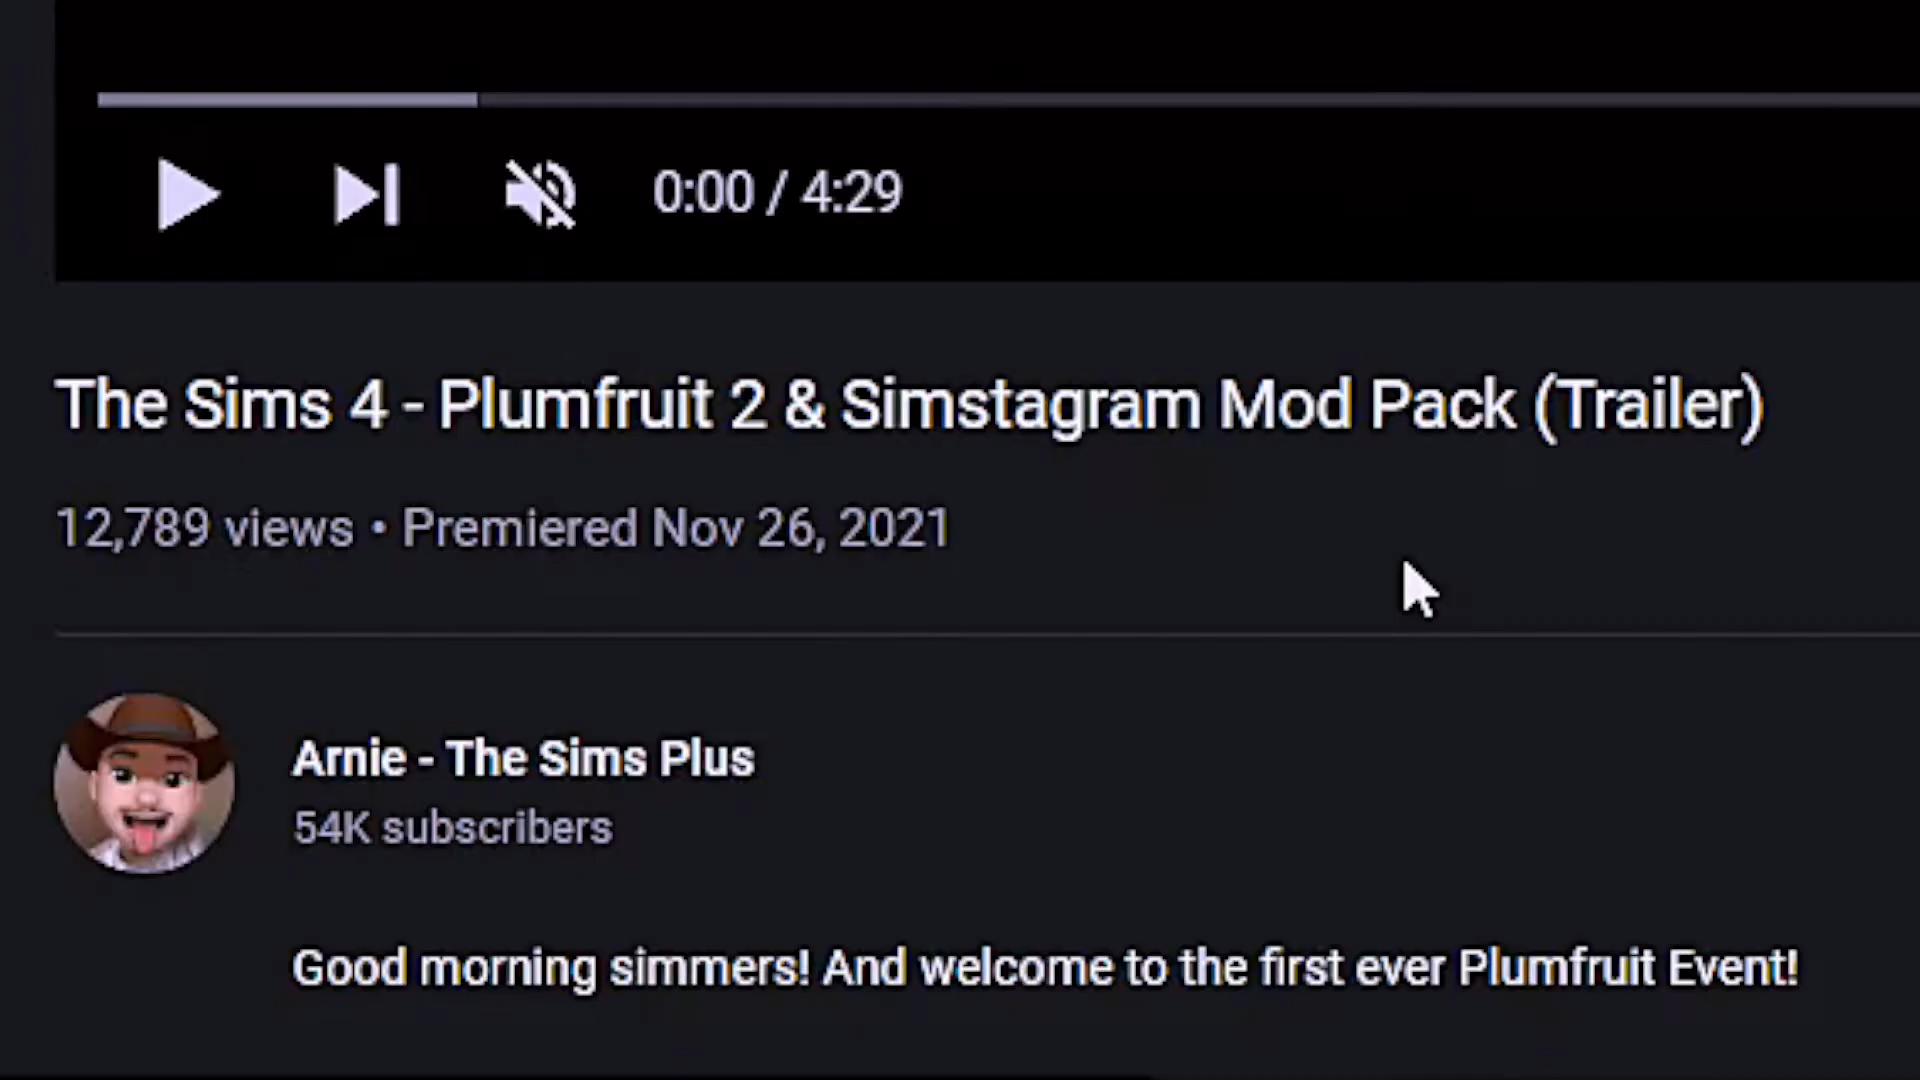 0:00 / 4:29
The Sims 4 - Plumfruit 2 & Simstagram Mod Pack (Trailer)
12,789 views • Premiered Nov 26, 2021
Arnie - The Sims Plus
54K subscribers
Good morning simmers! And welcome to the first ever Plumfruit Event!